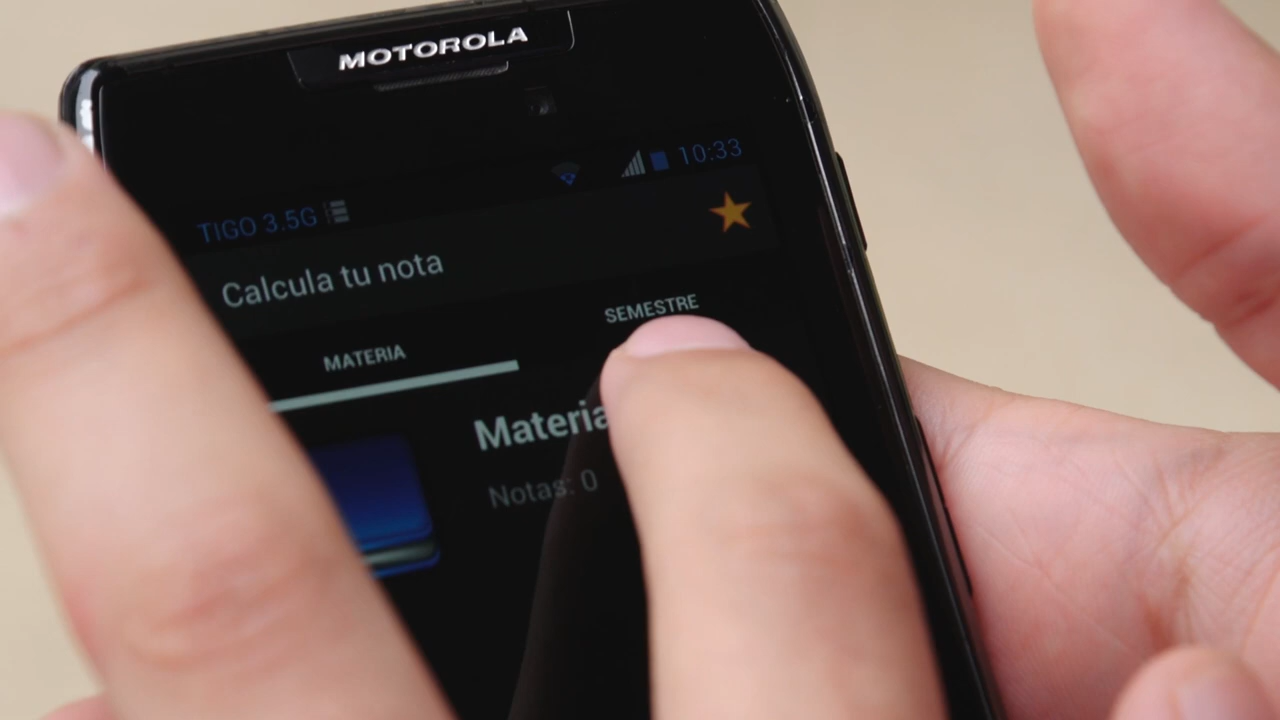 MOTOROLA
10:33
TIGO 3.5G
Calcula tu nota
SEMESTRE
MATERIA
Materia
Notas: 0